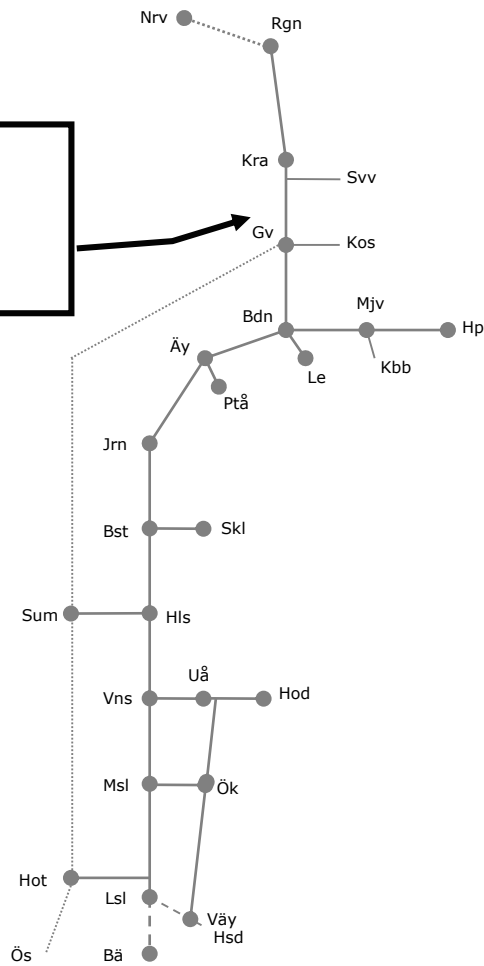 Nrv
Rgn
Kra
Svv
Gv
Kos
Bdn
Mjv
Hp
Äy
Le
Kbb
Ptå
Jrn
Bst
Skl
Sum
Hls
Uå
Vns
Hod
Msl
Ök
Hot
Lsl
Väy
Hsd
Ös
Bä